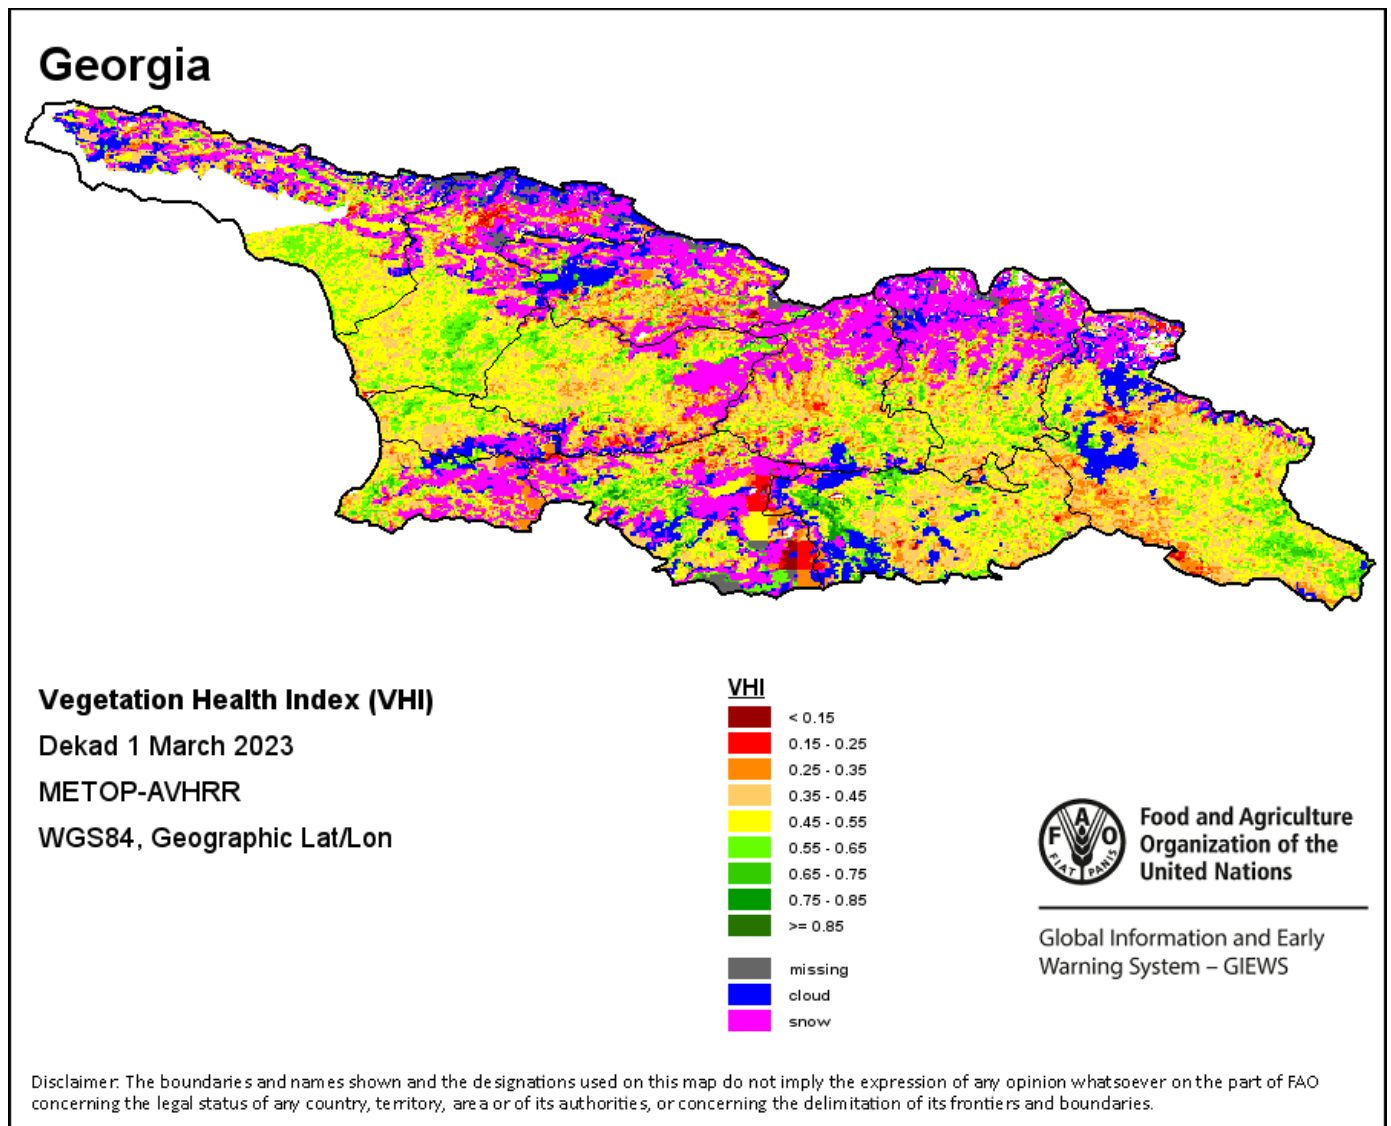 Georgia
Vegetation Health Index (VHI)
Dekad 1 March 2023
METOP-AVHRR
WGS84, Geographic Lat/Lon
VHI
< 0.15
0.15 - 0.25
0.25 - 0.35
0.35 - 0.45
0.45 - 0.55
0.55 - 0.65
0.65 - 0.75
0.75 - 0.85
>= 0.85
missing
cloud
snow
F A O
FIAT PANIS
Food and Agriculture
Organization of the
United Nations
Global Information and Early
Warning System – GIEWS
Disclaimer: The boundaries and names shown and the designations used on this map do not imply the expression of any opinion whatsoever on the part of FAO
concerning the legal status of any country, territory, area or of its authorities, or concerning the delimitation of its frontiers and boundaries.